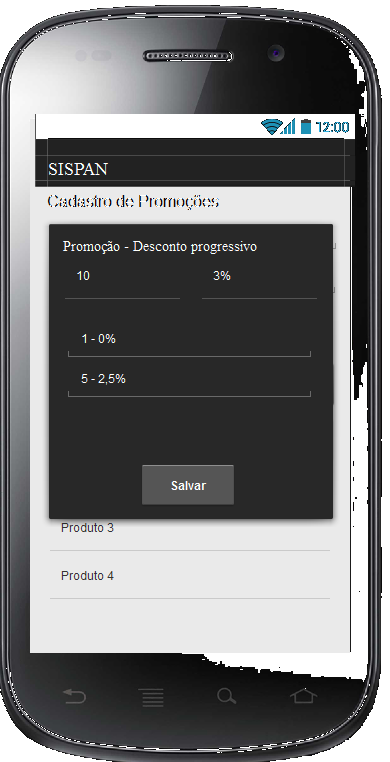 12:00
SISPAN
Cadastro de Promoções
Promoção - Desconto progressivo
10 3%
1 - 0%
5 - 2,5%
Salvar
Produto 3
Produto 4